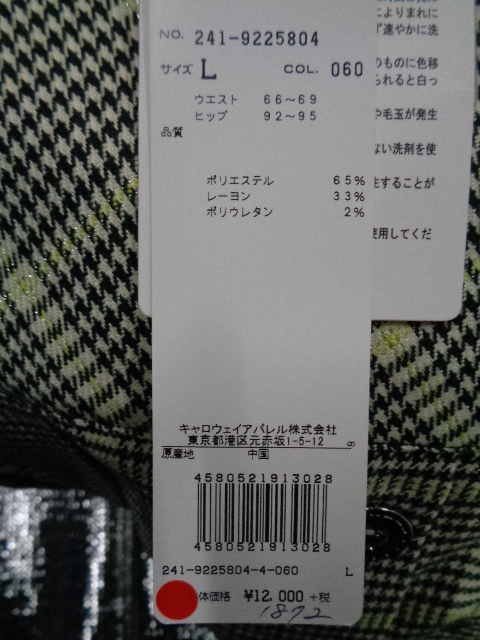 によりまれに
ず速やかに洗
のものに色移
られると白っ
や毛玉が発生
ない洗剤を使
生することが
使用してくだ
NO. 241-9225804
サイズ L COL. 060
ウエスト 66~69
ヒップ 92~95
品質
ポリエステル 65%
レーヨン 33%
ポリウレタン 2%
キャロウェイアパレル株式会社
東京都港区元赤坂1-5-12
原産地 中国
4580521913028
4580521913028
241-9225804-4-060 L
体価格 ¥12,000 +税
1872